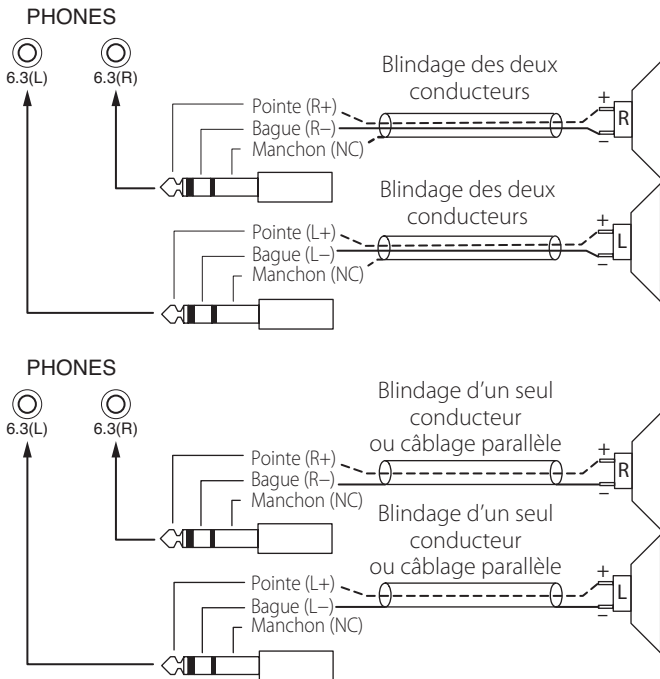 PHONES
6.3(L) 6.3(R)
Blindage des deux
conducteurs
Pointe (R+)
Bague (R–)
Manchon (NC)
+
R
–
Blindage des deux
conducteurs
Pointe (L+)
Bague (L–)
Manchon (NC)
+
L
–
PHONES
6.3(L) 6.3(R)
Blindage d’un seul
conducteur
ou câblage parallèle
Pointe (R+)
Bague (R–)
Manchon (NC)
+
R
–
Blindage d’un seul
conducteur
ou câblage parallèle
Pointe (L+)
Bague (L–)
Manchon (NC)
+
L
–